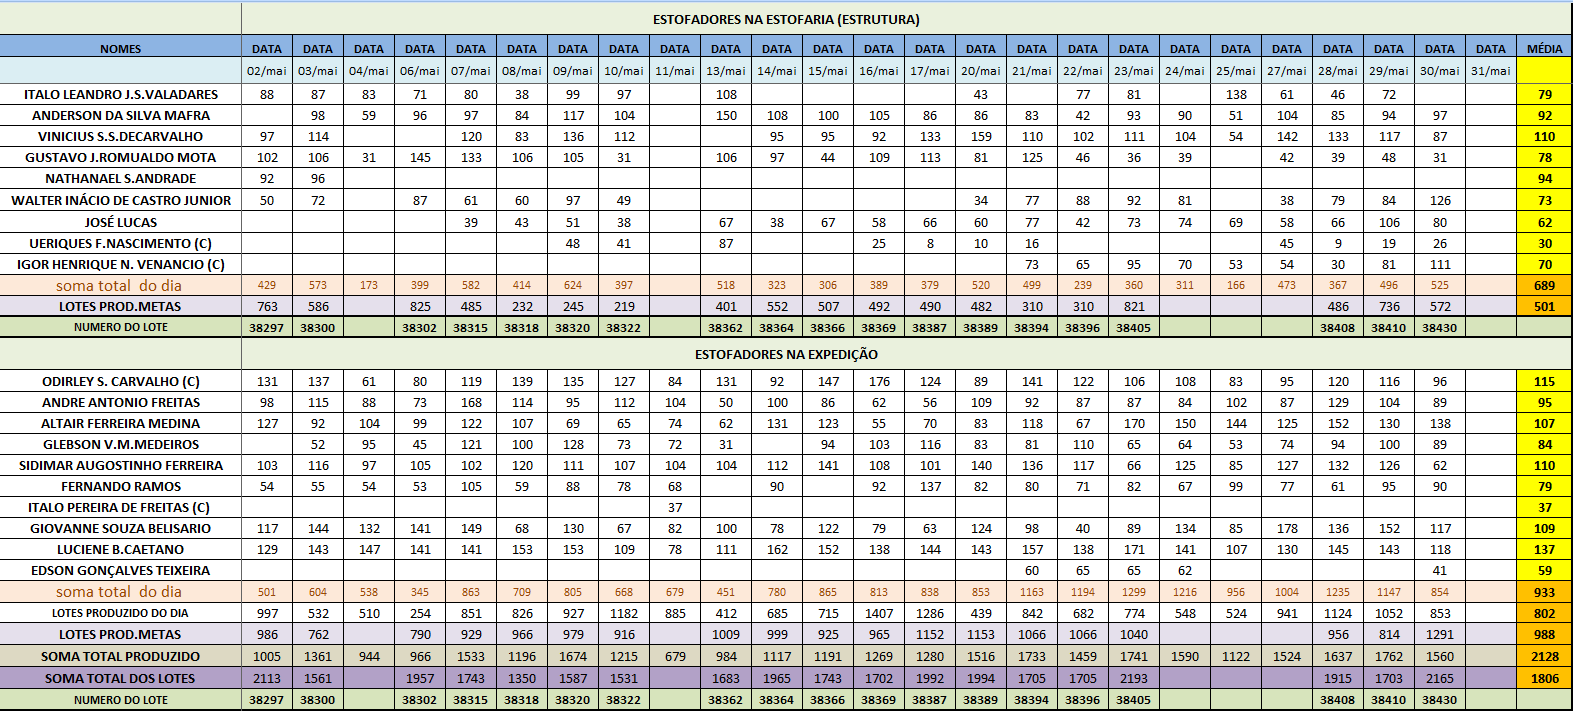 ESTOFADORES NA ESTOFARIA (ESTRUTURA)
NOMES DATA DATA DATA DATA DATA DATA DATA DATA DATA DATA DATA DATA DATA DATA DATA DATA DATA DATA DATA DATA DATA DATA DATA DATA DATA MÉDIA
02/mai 03/mai 04/mai 06/mai 07/mai 08/mai 09/mai 10/mai 11/mai 13/mai 14/mai 15/mai 16/mai 17/mai 20/mai 21/mai 22/mai 23/mai 24/mai 25/mai 27/mai 28/mai 29/mai 30/mai 31/mai
ITALO LEANDRO J.S.VALADARES 88 87 83 71 80 38 99 97 108 43 77 81 138 61 46 72 79
ANDERSON DA SILVA MAFRA 98 59 96 97 84 117 104 150 108 100 105 86 86 83 42 93 90 51 104 85 94 97 92
VINICIUS S.S.DECARVALHO 97 114 120 83 136 112 95 95 92 133 159 110 102 111 104 54 142 133 117 87 110
GUSTAVO J.ROMUALDO MOTA 102 106 31 145 133 106 105 31 106 97 44 109 113 81 125 46 36 39 42 39 48 31 78
NATHANAEL S.ANDRADE 92 96 94
WALTER INÁCIO DE CASTRO JUNIOR 50 72 87 61 60 97 49 34 77 88 92 81 38 79 84 126 73
JOSÉ LUCAS 39 43 51 38 67 38 67 58 66 60 77 42 73 74 69 58 66 106 80 62
UERIQUES F.NASCIMENTO (C) 48 41 87 25 8 10 16 45 9 19 26 30
IGOR HENRIQUE N. VENANCIO (C) 73 65 95 70 53 54 30 81 111 70
soma total do dia 429 573 173 399 582 414 624 397 518 323 306 389 379 520 499 239 360 311 166 473 367 496 525 689
LOTES PROD.METAS 763 586 825 485 232 245 219 401 552 507 492 490 482 310 310 821 486 736 572 501
NUMERO DO LOTE 38297 38300 38302 38315 38318 38320 38322 38362 38364 38366 38369 38387 38389 38394 38396 38405 38408 38410 38430
ESTOFADORES NA EXPEDIÇÃO
ODIRLEY S. CARVALHO (C) 131 137 61 80 119 139 135 127 84 131 92 147 176 124 89 141 122 106 108 83 95 120 116 96 115
ANDRE ANTONIO FREITAS 98 115 88 73 168 114 95 112 104 50 100 86 62 56 109 92 87 87 84 102 87 129 104 89 95
ALTAIR FERREIRA MEDINA 127 92 104 99 122 107 69 65 74 62 131 123 55 70 83 118 67 170 150 144 125 152 130 138 107
GLEBSON V.M.MEDEIROS 52 95 45 121 100 128 73 72 31 94 103 116 83 81 110 65 64 53 74 94 100 89 84
SIDIMAR AUGOSTINHO FERREIRA 103 116 97 105 102 120 111 107 104 104 112 141 108 101 140 136 117 66 125 85 127 132 126 62 110
FERNANDO RAMOS 54 55 54 53 105 59 88 78 68 90 92 137 82 80 71 82 67 99 77 61 95 90 79
ITALO PEREIRA DE FREITAS (C) 37 37
GIOVANNE SOUZA BELISARIO 117 144 132 141 149 68 130 67 82 100 78 122 79 63 124 98 40 89 134 85 178 136 152 117 109
LUCIENE B.CAETANO 129 143 147 141 141 153 153 109 78 111 162 152 138 144 143 157 138 171 141 107 130 145 143 118 137
EDSON GONÇALVES TEIXEIRA 60 65 65 62 41 59
soma total do dia 501 604 538 345 863 709 805 668 679 451 780 865 813 838 853 1163 1194 1299 1216 956 1004 1235 1147 854 933
LOTES PRODUZIDO DO DIA 997 532 510 254 851 826 927 1182 885 412 685 715 1407 1286 439 842 682 774 548 524 941 1124 1052 853 802
LOTES PROD.METAS 986 762 790 929 966 979 916 1009 999 925 965 1152 1153 1066 1066 1040 956 814 1291 988
SOMA TOTAL PRODUZIDO 1005 1361 944 966 1533 1196 1674 1215 679 984 1117 1191 1269 1280 1516 1733 1459 1741 1590 1122 1524 1637 1762 1560 2128
SOMA TOTAL DOS LOTES 2113 1561 1957 1743 1350 1587 1531 1683 1965 1743 1702 1992 1994 1705 1705 2193 1915 1703 2165 1806
NUMERO DO LOTE 38297 38300 38302 38315 38318 38320 38322 38362 38364 38366 38369 38387 38389 38394 38396 38405 38408 38410 38430